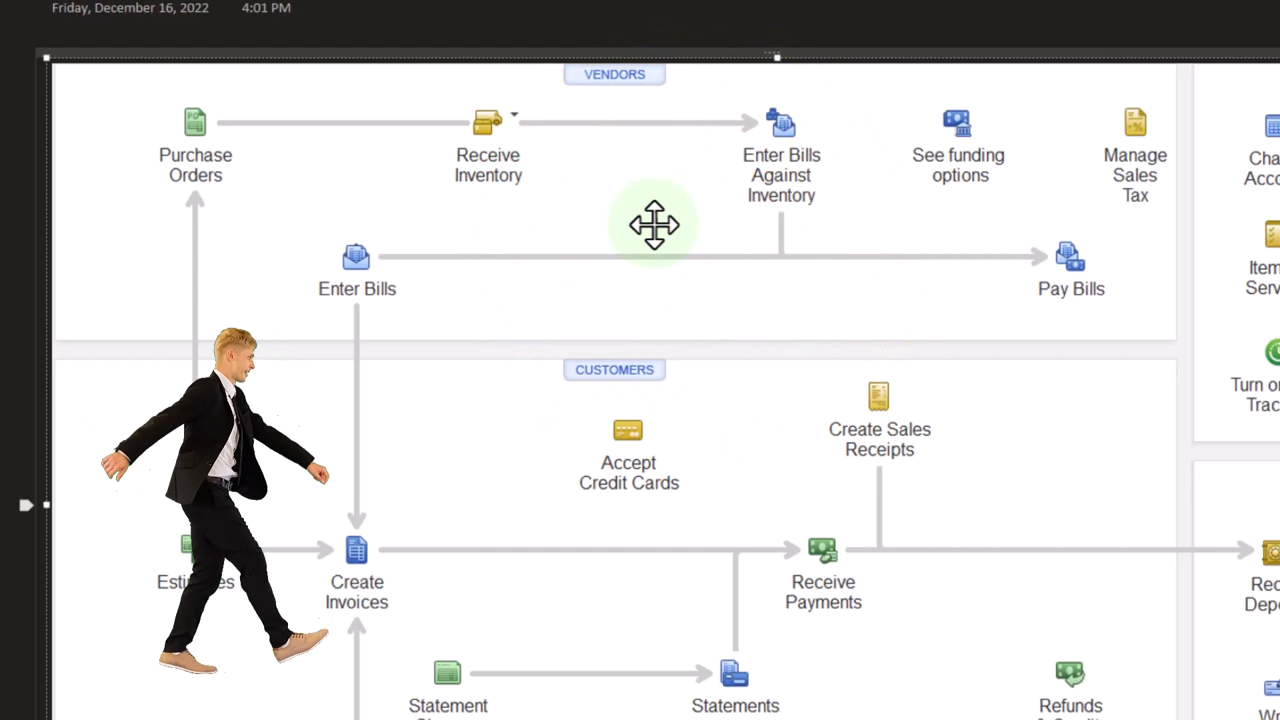 Friday, December 16, 2022 4:01 PM
VENDORS
Purchase
Orders
Receive
Inventory
Enter Bills
Against
Inventory
See funding
options
Manage
Sales
Tax
Enter Bills
Pay Bills
CUSTOMERS
Accept
Credit Cards
Create Sales
Receipts
Create
Invoices
Receive
Payments
Statement
Statements
Refunds
Turn